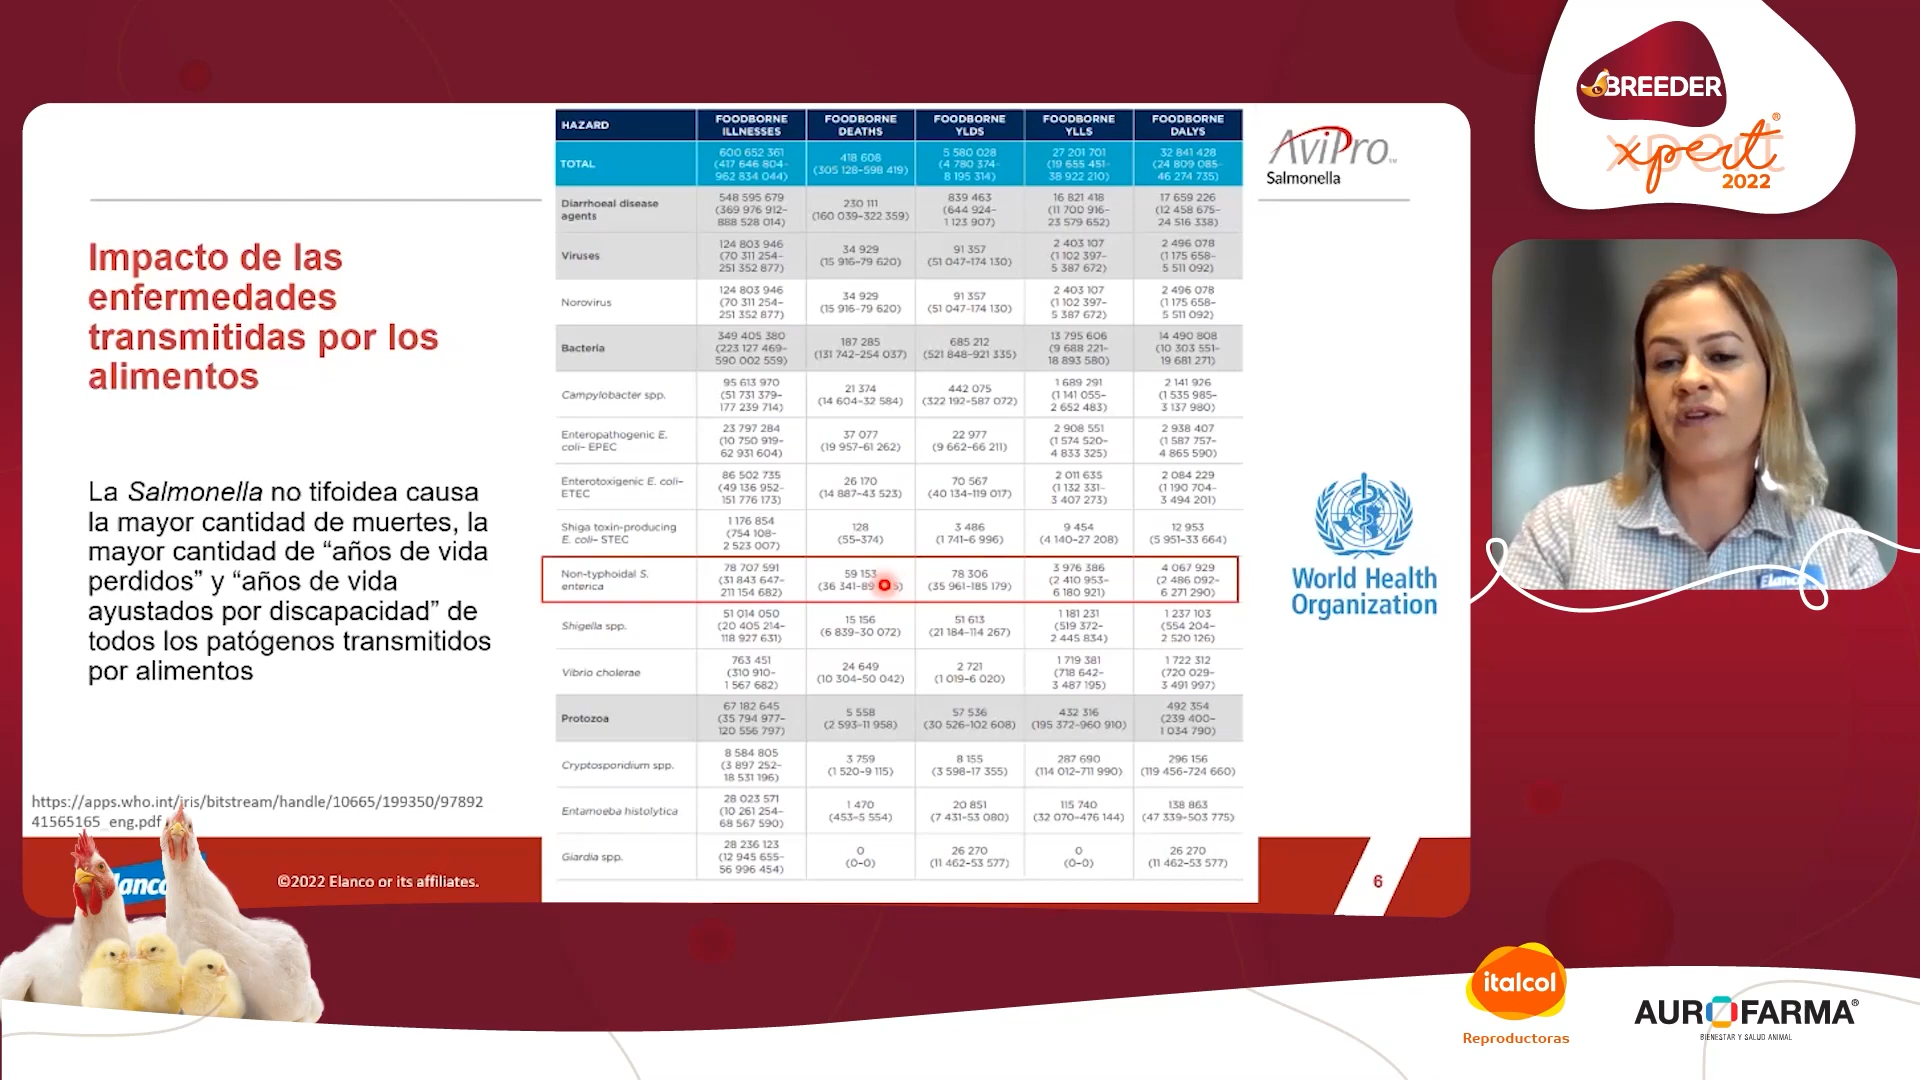 BREEDER
xpert®
2022
AviPro™
Salmonella
Impacto de las
enfermedades
transmitidas por los
alimentos
La Salmonella no tifoidea causa
la mayor cantidad de muertes, la
mayor cantidad de “años de vida
perdidos” y “años de vida
ayustados por discapacidad” de
todos los patógenos transmitidos
por alimentos
https://apps.who.int/iris/bitstream/handle/10665/199350/97892
41565165_eng.pdf
HAZARD FOODBORNE ILLNESSES FOODBORNE DEATHS FOODBORNE YLDS FOODBORNE YLLS FOODBORNE DALYS
TOTAL 600 652 361 (417 646 804– 962 834 044) 418 608 (305 128–598 419) 5 580 028 (4 780 374– 8 195 314) 27 201 701 (19 655 451– 38 922 210) 32 841 428 (24 809 085– 46 274 735)
Diarrhoeal disease agents 548 595 679 (369 976 912– 888 528 014) 230 111 (160 039–322 359) 839 463 (644 924– 1 123 907) 16 821 418 (11 700 916– 23 579 652) 17 659 226 (12 458 675– 24 516 338)
Viruses 124 803 946 (70 311 254– 251 352 877) 34 929 (15 916–79 620) 91 357 (51 047–174 130) 2 403 107 (1 102 397– 5 387 672) 2 496 078 (1 175 658– 5 511 092)
Norovirus 124 803 946 (70 311 254– 251 352 877) 34 929 (15 916–79 620) 91 357 (51 047–174 130) 2 403 107 (1 102 397– 5 387 672) 2 496 078 (1 175 658– 5 511 092)
Bacteria 349 405 380 (223 127 469– 590 002 559) 187 285 (131 742–254 037) 685 212 (521 848–921 335) 13 795 606 (9 688 221– 18 893 580) 14 490 808 (10 303 551– 19 681 271)
Campylobacter spp. 95 613 970 (51 731 379– 177 239 714) 21 374 (14 604–32 584) 442 075 (322 192–587 072) 1 689 291 (1 141 055– 2 652 483) 2 141 926 (1 535 985– 3 137 980)
Enteropathogenic E. coli– EPEC 23 797 284 (10 750 919– 62 931 604) 37 077 (19 957–61 262) 22 977 (9 662–66 211) 2 908 551 (1 574 520– 4 833 325) 2 938 407 (1 587 757– 4 865 590)
Enterotoxigenic E. coli– ETEC 86 502 735 (49 136 952– 151 776 173) 26 170 (14 887–43 523) 70 567 (40 134–119 017) 2 011 635 (1 132 331– 3 407 273) 2 084 229 (1 190 704– 3 494 201)
Shiga toxin-producing E. coli– STEC 1 176 854 (754 108– 2 523 007) 128 (55–374) 3 486 (1 741–6 996) 9 454 (4 140–27 208) 12 953 (5 951–33 664)
Non-typhoidal S. enterica 78 707 591 (31 843 647– 211 154 682) 59 153 (36 341–89 5) 78 306 (35 961–185 179) 3 976 386 (2 410 953– 6 180 921) 4 067 929 (2 486 092– 6 271 290)
Shigella spp. 51 014 050 (20 405 214– 118 927 631) 15 156 (6 839–30 072) 51 613 (21 184–114 267) 1 181 231 (519 372– 2 445 834) 1 237 103 (554 204– 2 520 126)
Vibrio cholerae 763 451 (310 910– 1 567 682) 24 649 (10 304–50 042) 2 721 (1 019–6 020) 1 719 381 (718 642– 3 487 195) 1 722 312 (720 029– 3 491 997)
Protozoa 67 182 645 (35 794 977– 120 556 797) 5 558 (2 593–11 958) 57 536 (30 526–102 608) 432 316 (195 372–960 910) 492 354 (239 400– 1 034 790)
Cryptosporidium spp. 8 584 805 (3 897 252– 18 531 196) 3 759 (1 520–9 115) 8 155 (3 598–17 355) 287 690 (114 012–711 990) 296 156 (119 456–724 660)
Entamoeba histolytica 28 023 571 (10 261 254– 68 567 590) 1 470 (453–5 554) 20 851 (7 431–53 080) 115 740 (32 070–476 144) 138 863 (47 339–503 775)
Giardia spp. 28 236 123 (12 945 655– 56 996 454) 0 (0–0) 26 270 (11 462–53 577) 0 (0–0) 26 270 (11 462–53 577)
World Health
Organization
Elanco
lanco
©2022 Elanco or its affiliates.
6
italcol
Reproductoras
AUROFARMA®
BIENESTAR Y SALUD ANIMAL